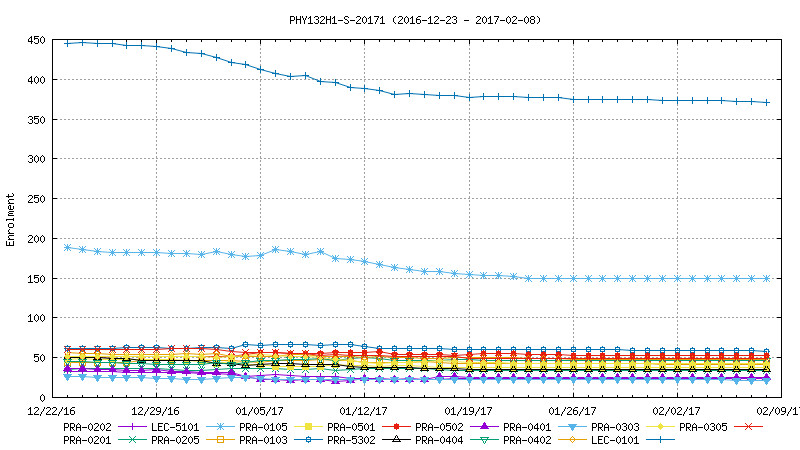 PHY132H1-S-20171 (2016-12-23 - 2017-02-08)
450
400
350
300
250
200
150
100
50
0
Enrolment
12/22/16 12/29/16 01/05/17 01/12/17 01/19/17 01/26/17 02/02/17 02/09/17
PRA-0202 LEC-5101 PRA-0105 PRA-0501 PRA-0502 PRA-0401 PRA-0303 PRA-0305
PRA-0201 PRA-0205 PRA-0103 PRA-5302 PRA-0404 PRA-0402 LEC-0101